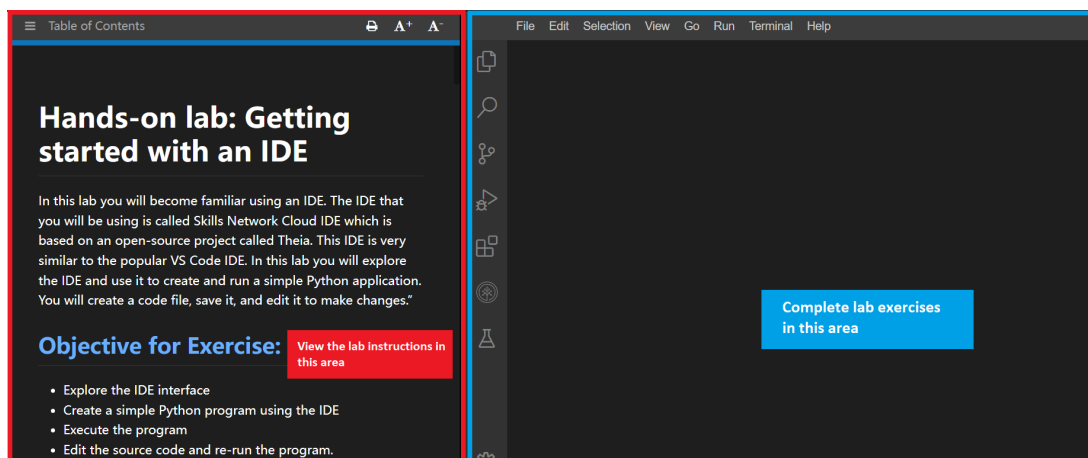 Table of Contents A+ A-
Hands-on lab: Getting
started with an IDE
In this lab you will become familiar using an IDE. The IDE that
you will be using is called Skills Network Cloud IDE which is
based on an open-source project called Theia. This IDE is very
similar to the popular VS Code IDE. In this lab you will explore
the IDE and use it to create and run a simple Python application.
You will create a code file, save it, and edit it to make changes."
Objective for Exercise:
View the lab instructions in
this area
• Explore the IDE interface
• Create a simple Python program using the IDE
• Execute the program
• Edit the source code and re-run the program.
File Edit Selection View Go Run Terminal Help
Complete lab exercises
in this area